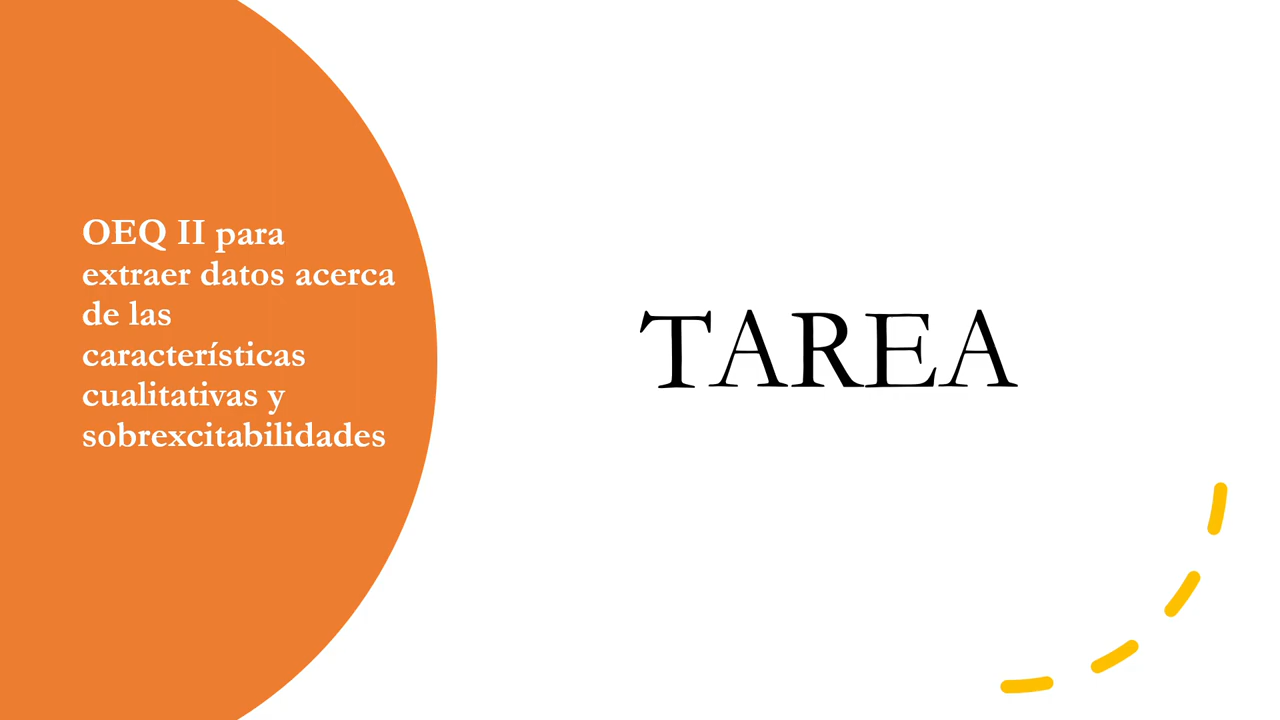 OEQ II para
extraer datos acerca
de las
características
cualitativas y
sobrexcitabilidades
TAREA